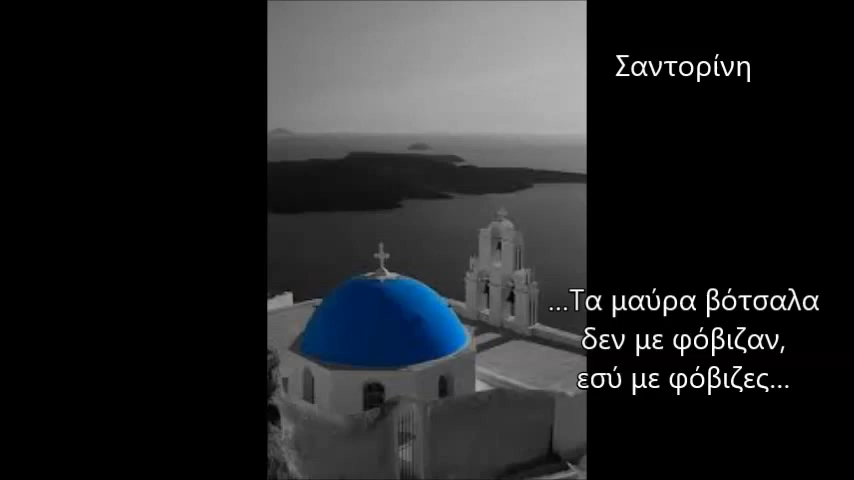 Σαντορίνη
...Τα μαύρα βότσαλα
δεν με φόβιζαν,
εσύ με φόβιζες...